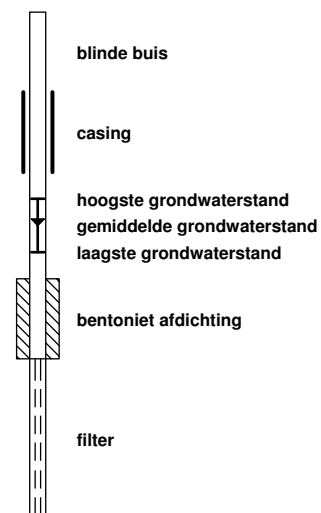 blinde buis
casing
hoogste grondwaterstand
gemiddelde grondwaterstand
laagste grondwaterstand
bentoniet afdichting
filter